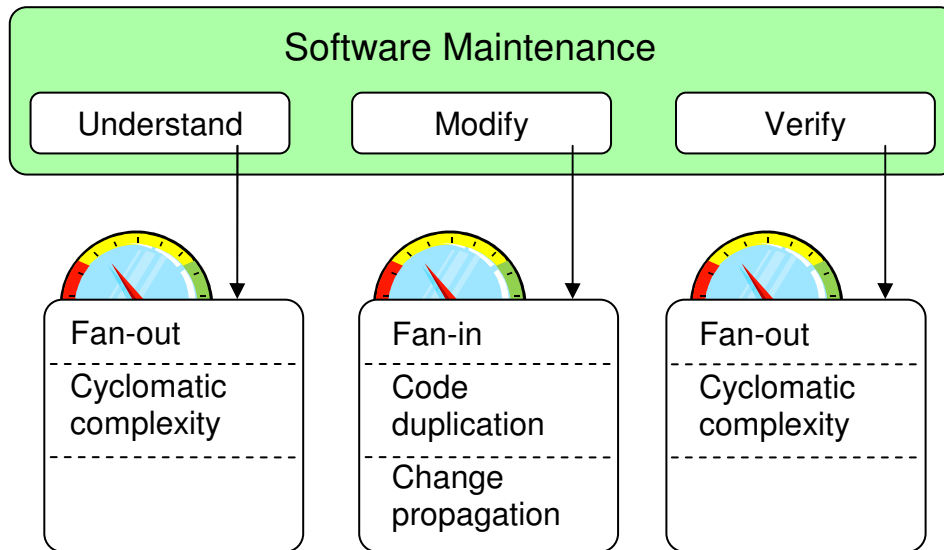 Software Maintenance
Understand
Modify
Verify
Fan-out
Cyclomatic
complexity
Fan-in
Code
duplication
Change
propagation
Fan-out
Cyclomatic
complexity